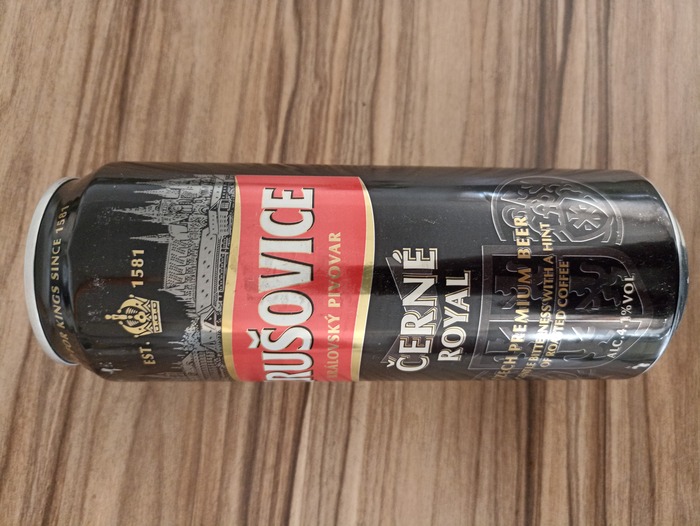 KINGS SINCE 1581
EST. 1581
RUŠOVICE
KRÁLOVSKÝ PIVOVAR
ČERNÉ
ROYAL
CZECH PREMIUM BEER
BITTERNESS WITH A HINT
OF ROASTED COFFEE
ALC. % VOL